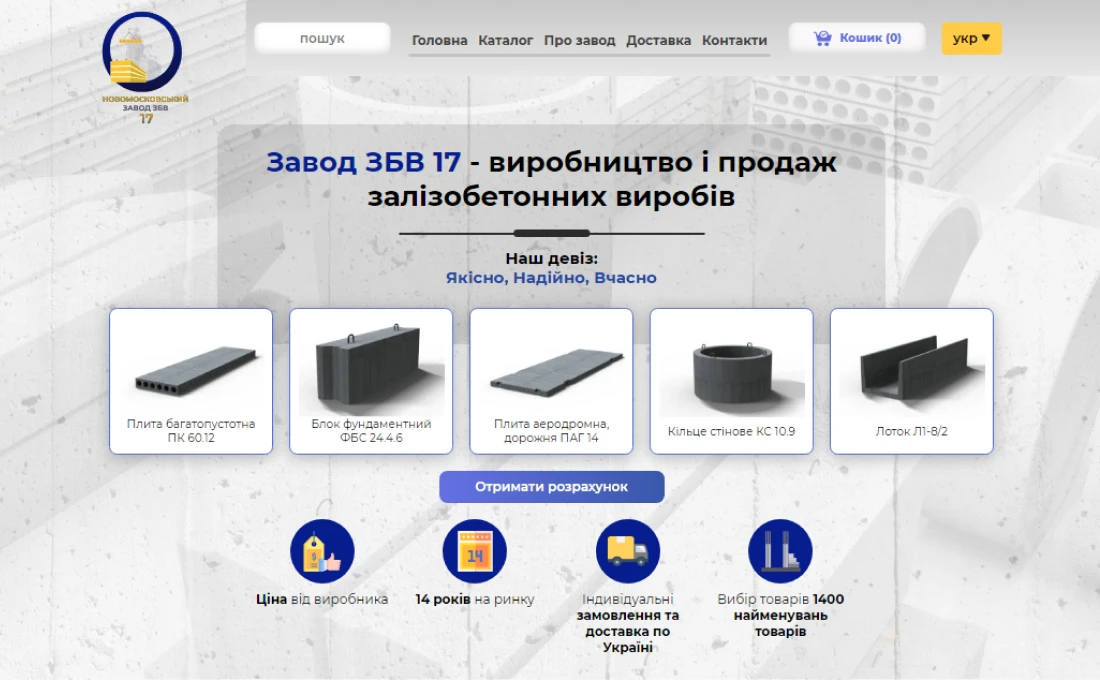 НОВОМОСКОВСЬКИЙ
ЗАВОД ЗБВ
17
пошук
Головна Каталог Про завод Доставка Контакти
Кошик (0)
укр
Завод ЗБВ 17 - виробництво і продаж
залізобетонних виробів
Наш девіз:
Якісно, Надійно, Вчасно
Плита багатопустотна
ПК 60.12
Блок фундаментний
ФБС 24.4.6
Плита аеродромна,
дорожня ПАГ 14
Кільце стінове КС 10.9
Лоток Л1-8/2
Отримати розрахунок
$
14
Ціна від виробника
14 років на ринку
Індивідуальні
замовлення та
доставка по
Україні
Вибір товарів 1400
найменувань
товарів